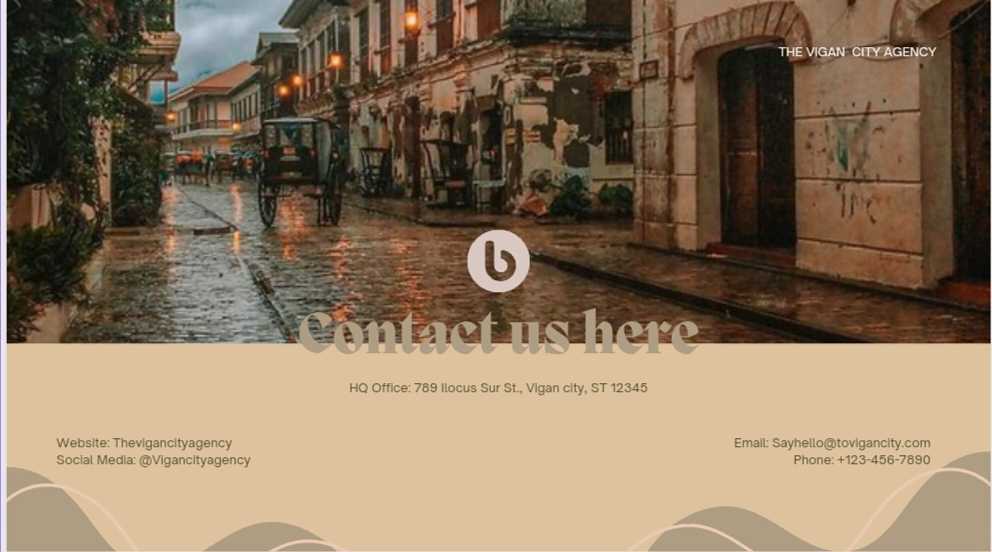 THE VIGAN CITY AGENCY
b
Contact us here
HQ Office: 789 Ilocus Sur St., Vigan city, ST 12345
Website: Thevigancityagency
Social Media: @Vigancityagency
Email: Sayhello@tovigancity.com
Phone: +123-456-7890